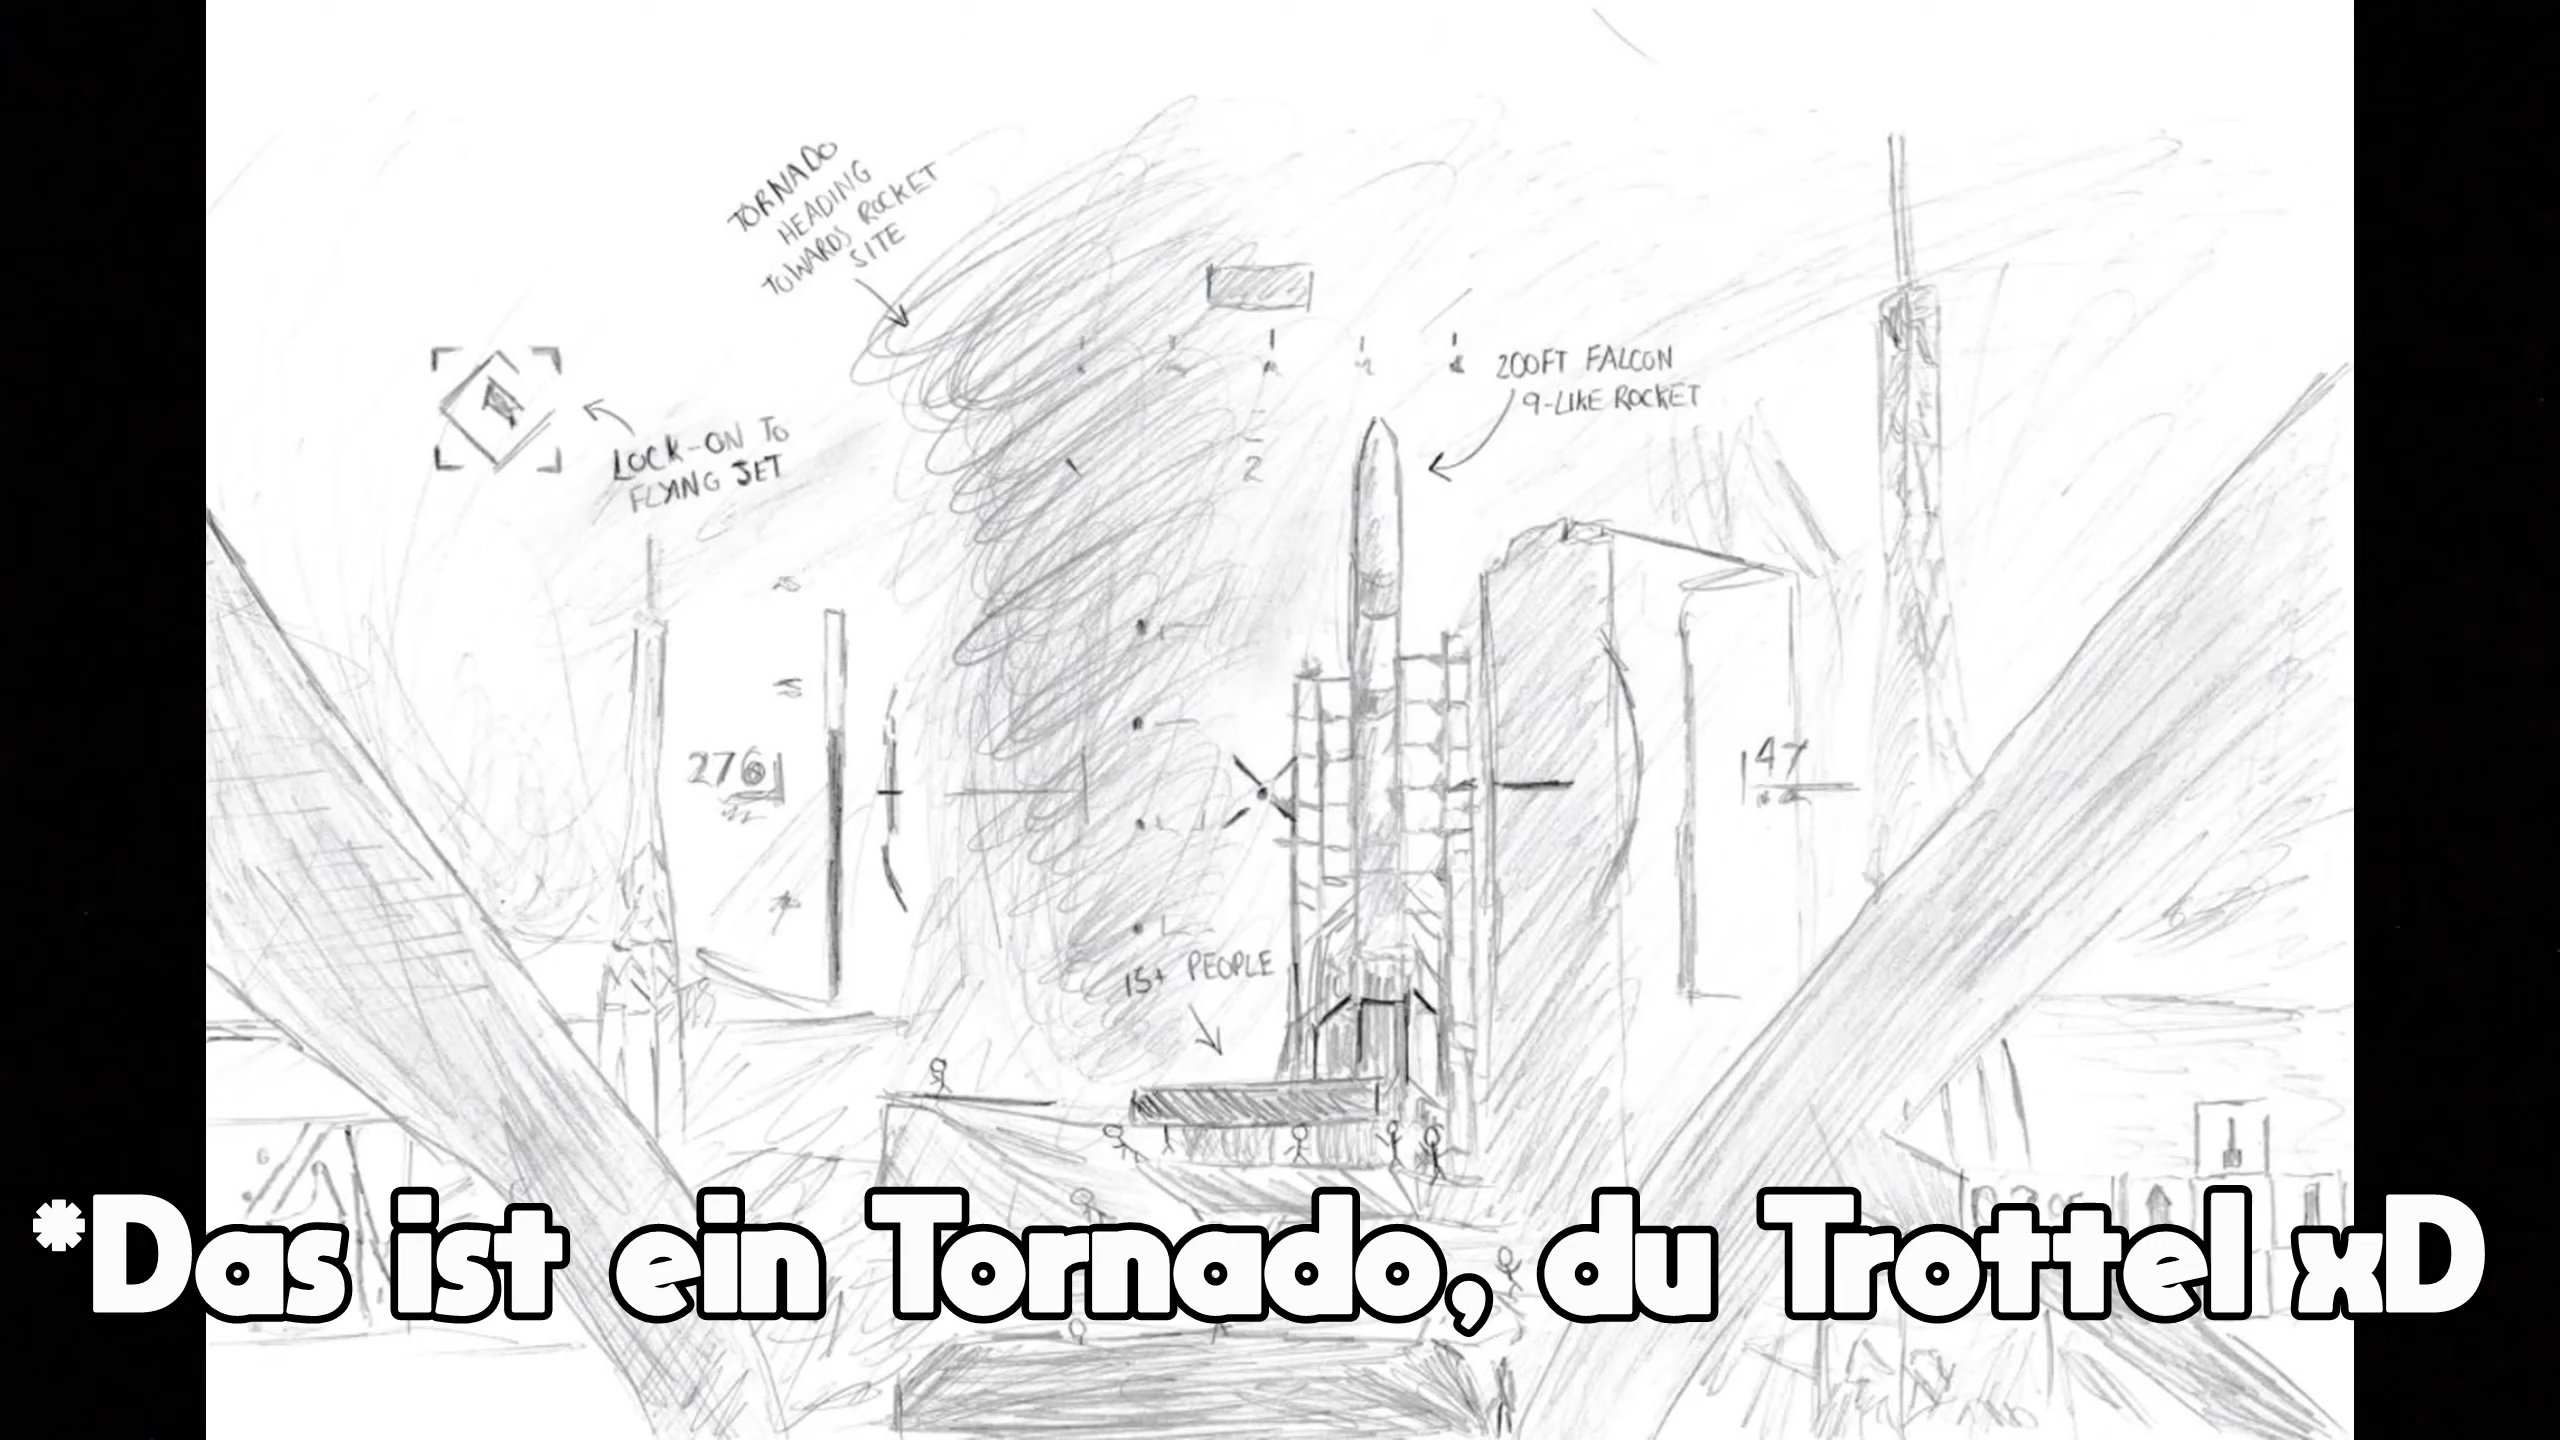 TORNADO
HEADING
TOWARDS ROCKET
SITE
200FT FALCON
9-LIKE ROCKET
LOCK-ON TO
FLYING JET
2
276
147
15+ PEOPLE
*Das ist ein Tornado, du Trottel xD